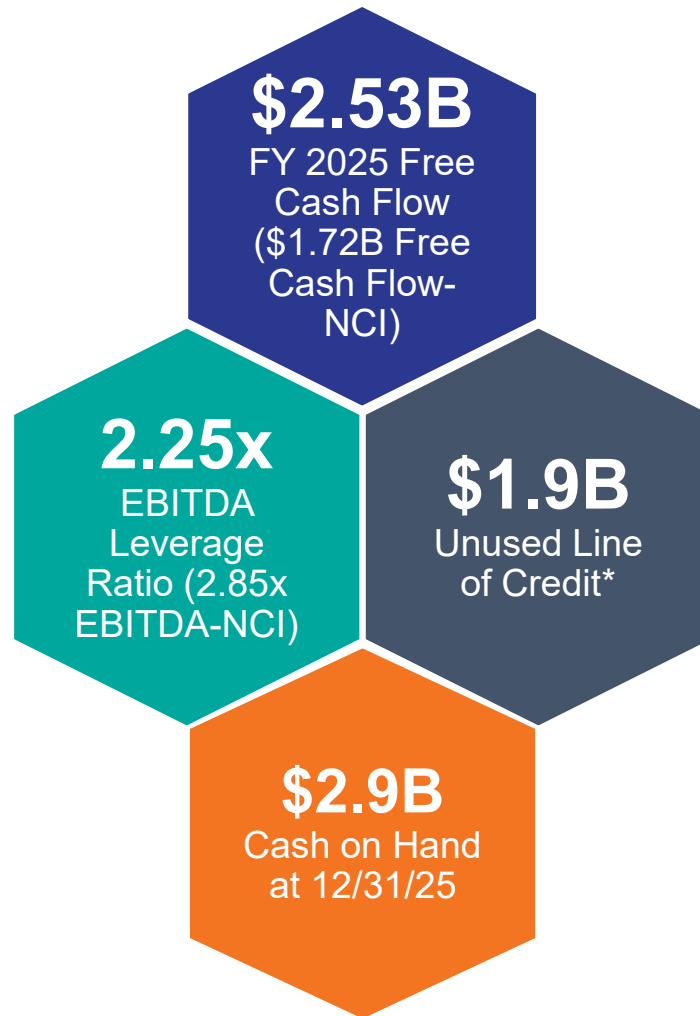 $2.53B
FY 2025 Free
Cash Flow
($1.72B Free
Cash Flow-
NCI)
2.25x
EBITDA
Leverage
Ratio (2.85x
EBITDA-NCI)
$1.9B
Unused Line
of Credit*
$2.9B
Cash on Hand
at 12/31/25